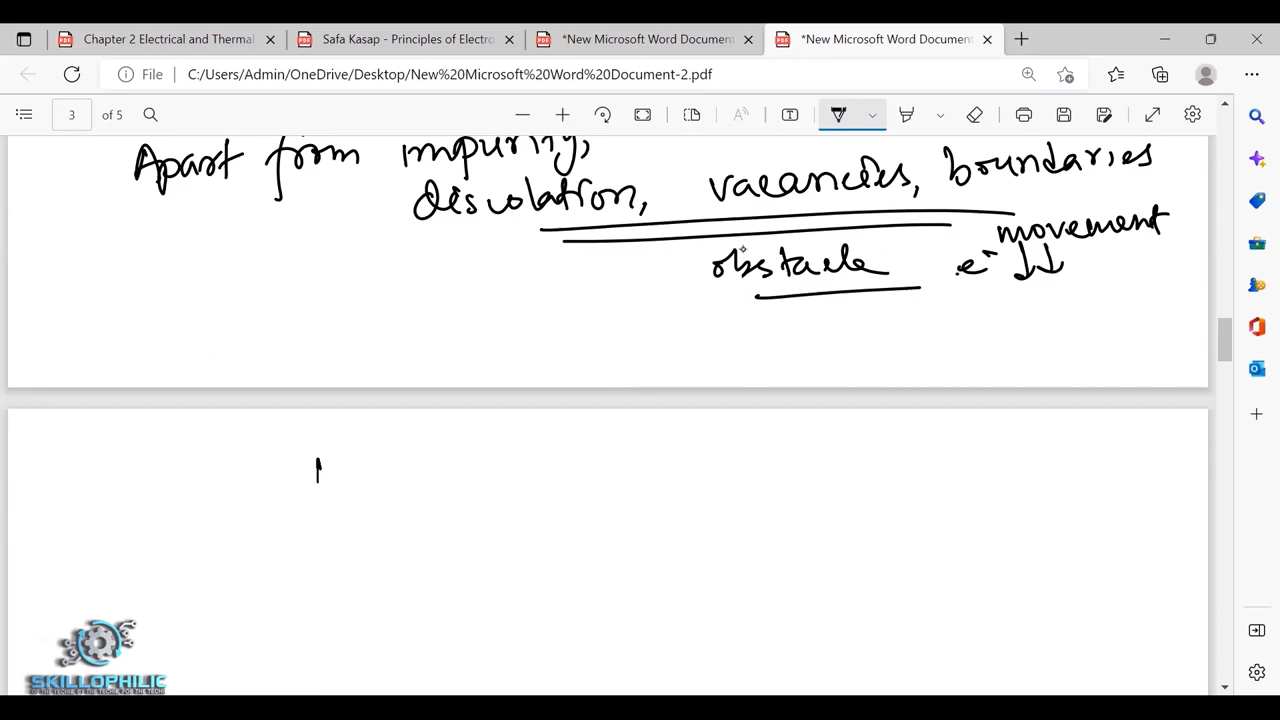 Chapter 2 Electrical and Thermal
Safa Kasap - Principles of Electro
*New Microsoft Word Document
*New Microsoft Word Document
File
C:/Users/Admin/OneDrive/Desktop/New%20Microsoft%20Word%20Document-2.pdf
3 of 5
Apart from impurity,
dislolation, vacancies, boundaries
movement
obstacle e- ↓↓
SKILLOPHILIC